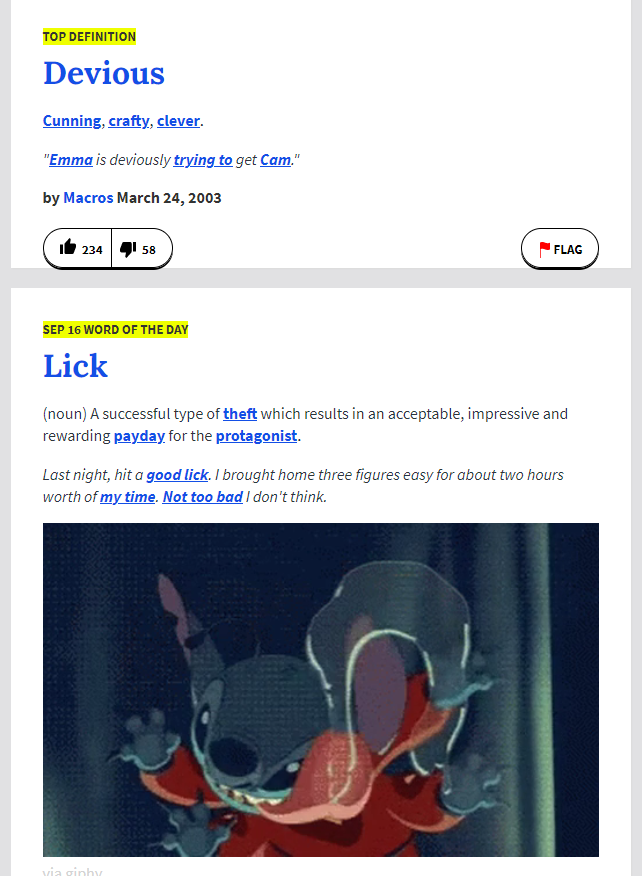 TOP DEFINITION
Devious
Cunning, crafty, clever.
"Emma is deviously trying to get Cam."
by Macros March 24, 2003
234 58 FLAG
SEP 16 WORD OF THE DAY
Lick
(noun) A successful type of theft which results in an acceptable, impressive and
rewarding payday for the protagonist.
Last night, hit a good lick. I brought home three figures easy for about two hours
worth of my time. Not too bad I don't think.
via giphy